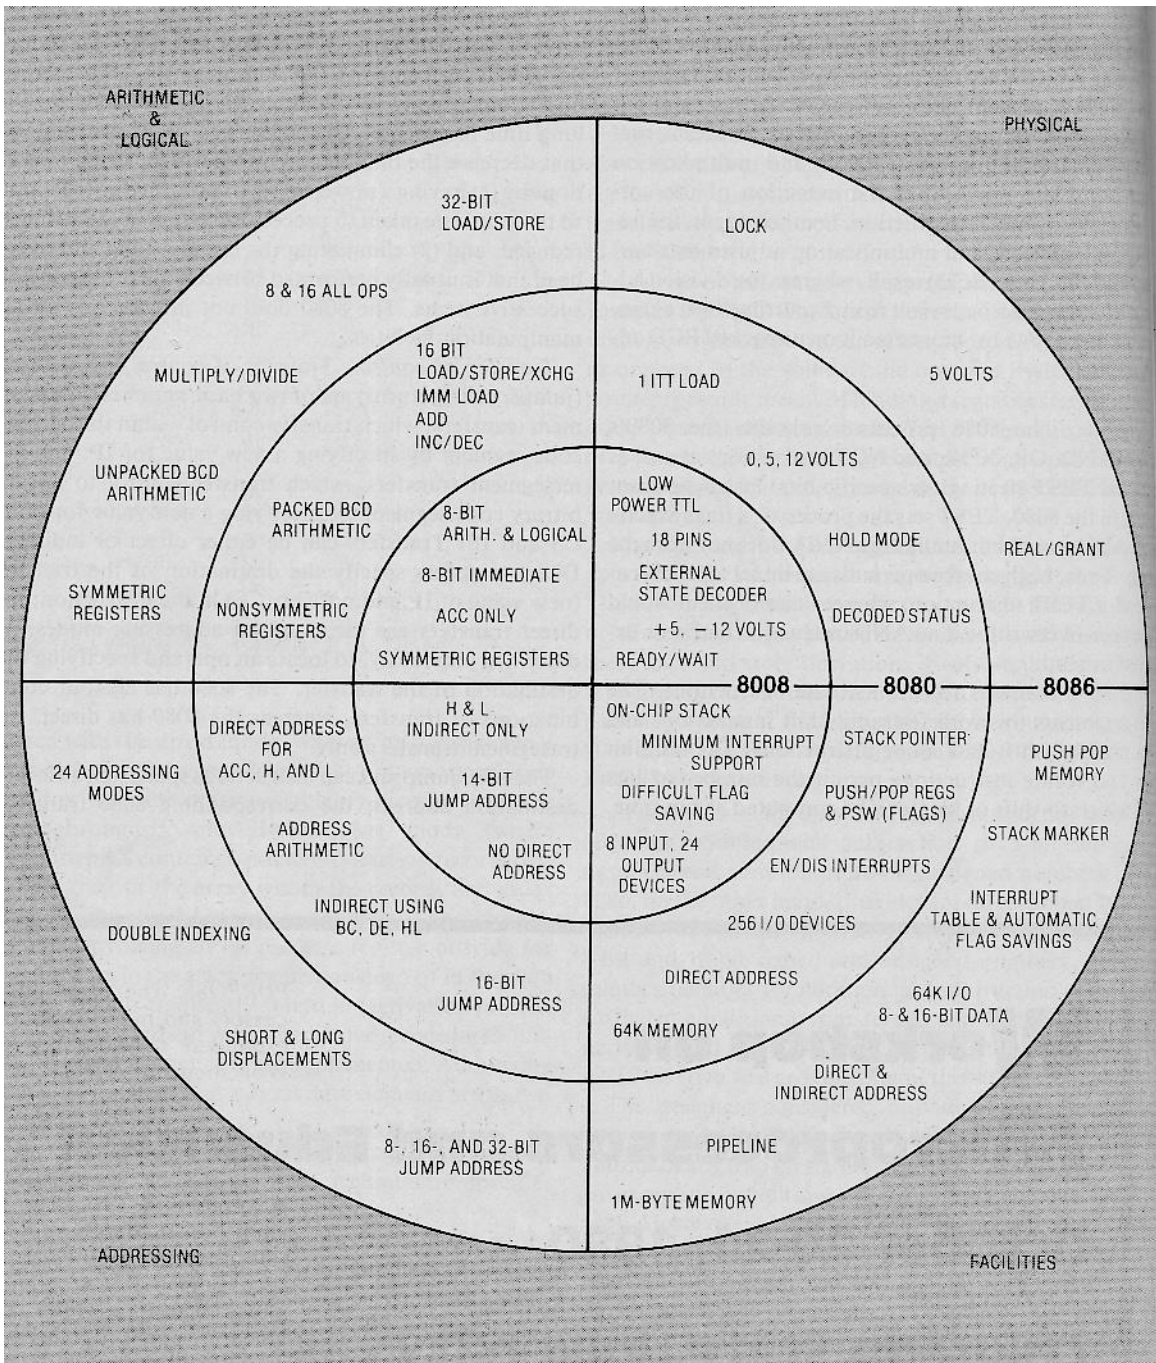 ARITHMETIC
&
LOGICAL
PHYSICAL
32-BIT
LOAD/STORE
8 & 16 ALL OPS
MULTIPLY/DIVIDE
UNPACKED BCD
ARITHMETIC
SYMMETRIC
REGISTERS
16 BIT
LOAD/STORE/XCHG
IMM LOAD
ADD
INC/DEC
PACKED BCD
ARITHMETIC
NONSYMMETRIC
REGISTERS
8-BIT
ARITH. & LOGICAL
8-BIT IMMEDIATE
ACC ONLY
SYMMETRIC REGISTERS
LOCK
5 VOLTS
REAL/GRANT
1 ITT LOAD
0, 5, 12 VOLTS
HOLD MODE
DECODED STATUS
LOW
POWER TTL
18 PINS
EXTERNAL
STATE DECODER
+5, -12 VOLTS
READY/WAIT
8008
8080
8086
H & L
INDIRECT ONLY
14-BIT
JUMP ADDRESS
NO DIRECT
ADDRESS
DIRECT ADDRESS
FOR
ACC, H, AND L
ADDRESS
ARITHMETIC
INDIRECT USING
BC, DE, HL
16-BIT
JUMP ADDRESS
24 ADDRESSING
MODES
DOUBLE INDEXING
SHORT & LONG
DISPLACEMENTS
8-, 16-, AND 32-BIT
JUMP ADDRESS
ON-CHIP STACK
MINIMUM INTERRUPT
SUPPORT
DIFFICULT FLAG
SAVING
8 INPUT, 24
OUTPUT
DEVICES
STACK POINTER
PUSH/POP REGS
& PSW (FLAGS)
EN/DIS INTERRUPTS
256 I/O DEVICES
DIRECT ADDRESS
64K MEMORY
PUSH POP
MEMORY
STACK MARKER
INTERRUPT
TABLE & AUTOMATIC
FLAG SAVINGS
64K I/O
8- & 16-BIT DATA
DIRECT &
INDIRECT ADDRESS
PIPELINE
1M-BYTE MEMORY
ADDRESSING
FACILITIES